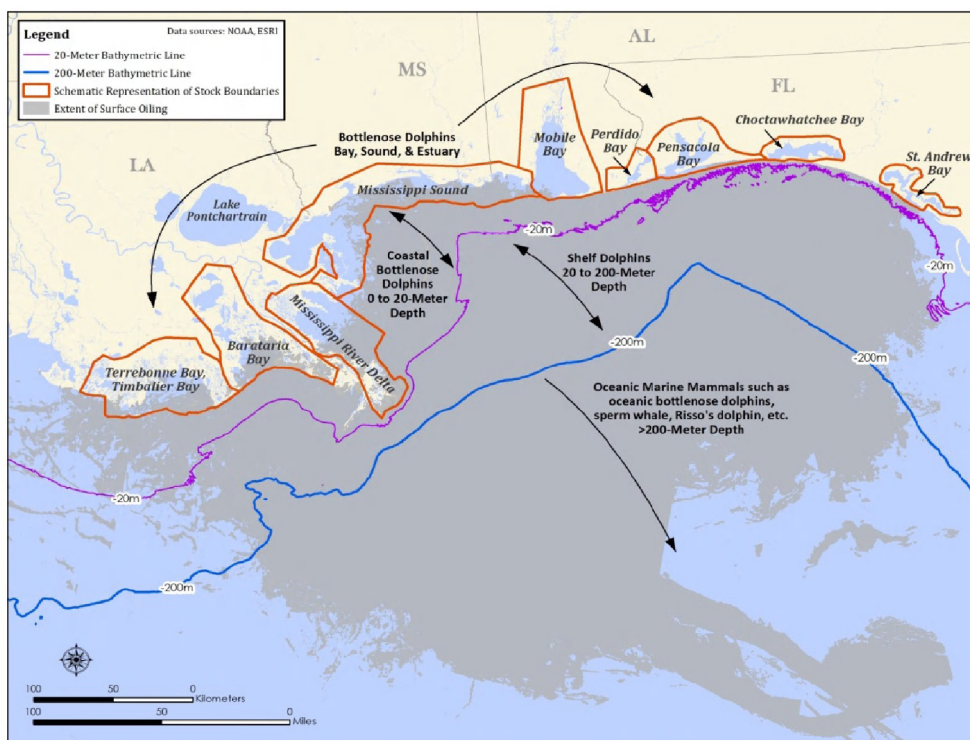 Legend
Data sources: NOAA, ESRI
20-Meter Bathymetric Line
200-Meter Bathymetric Line
Schematic Representation of Stock Boundaries
Extent of Surface Oiling
AL
MS
FL
LA
Choctawhatchee Bay
Perdido
Bay
Pensacola
Bay
Mobile
Bay
Bottlenose Dolphins
Bay, Sound, & Estuary
St. Andrew
Bay
Mississippi Sound
Lake
Pontchartrain
-20m
Coastal
Bottlenose
Dolphins
0 to 20-Meter
Depth
Shelf Dolphins
20 to 200-Meter
Depth
-20m
Mississippi River Delta
Barataria
Bay
-200m
-200m
Terrebonne Bay,
Timbalier Bay
Oceanic Marine Mammals such as
oceanic bottlenose dolphins,
sperm whale, Risso's dolphin, etc.
>200-Meter Depth
-20m
-200m
100 50 0
Kilometers
100 50 0
Miles